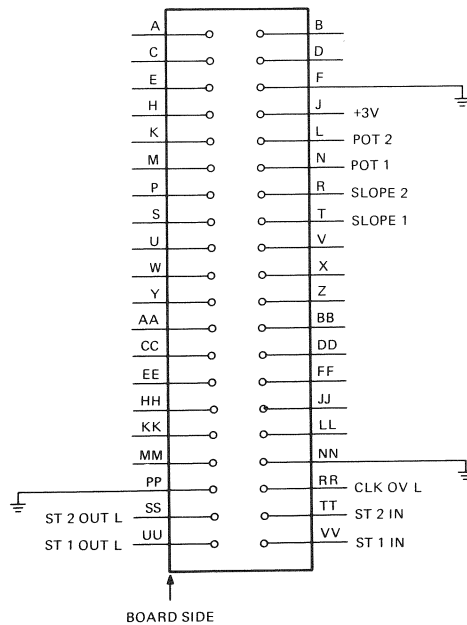 A B
C D
E F
H J +3V
K L POT 2
M N POT 1
P R SLOPE 2
S T SLOPE 1
U V
W X
Y Z
AA BB
CC DD
EE FF
HH JJ
KK LL
MM NN
PP RR CLK OV L
ST 2 OUT L SS TT ST 2 IN
ST 1 OUT L UU VV ST 1 IN
BOARD SIDE